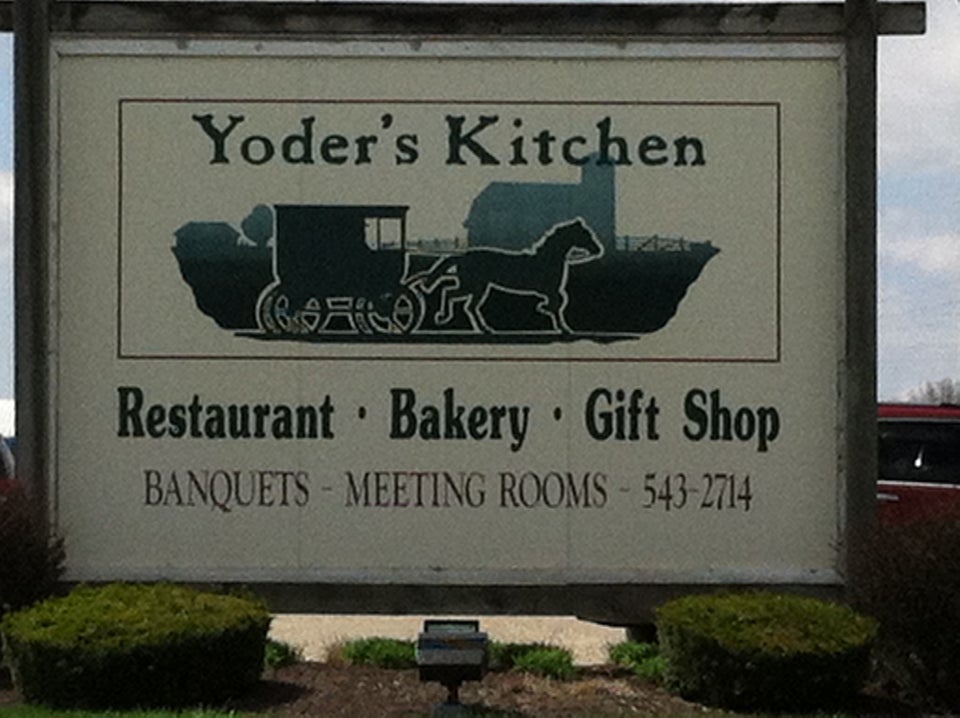 Yoder's Kitchen
Restaurant · Bakery · Gift Shop
BANQUETS - MEETING ROOMS - 543-2714